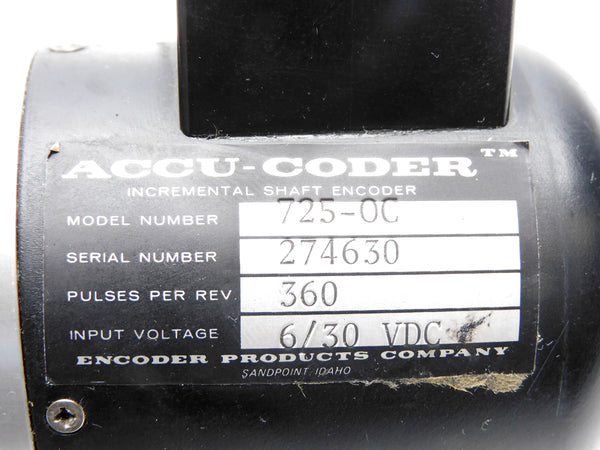 ACCU-CODER™
INCREMENTAL SHAFT ENCODER
MODEL NUMBER 725-0C
SERIAL NUMBER 274630
PULSES PER REV. 360
INPUT VOLTAGE 6/30 VDC
ENCODER PRODUCTS COMPANY
SANDPOINT, IDAHO